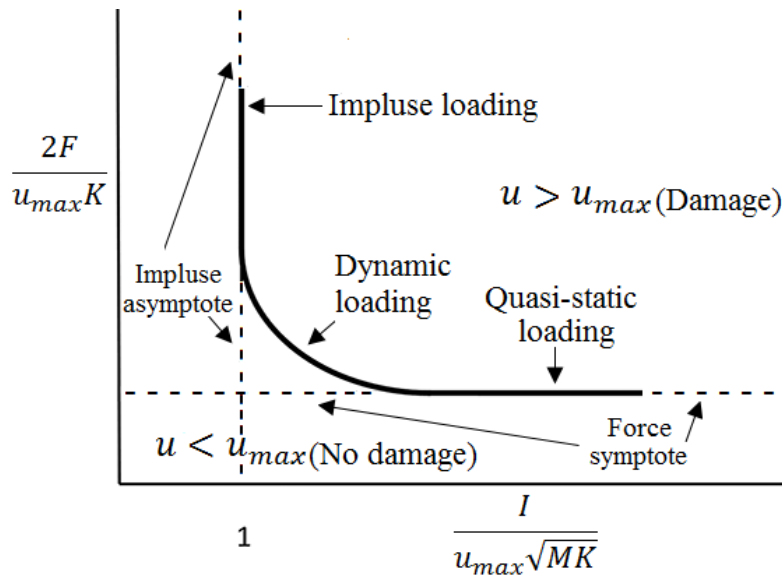 Impluse loading
2F
u_max K
u > u_max (Damage)
Impluse
asymptote
Dynamic
loading
Quasi-static
loading
u < u_max (No damage)
Force
symptote
1
I
u_max √MK